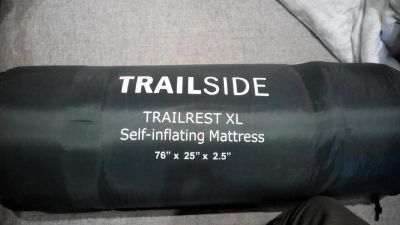 TRAILSIDE
TRAILREST XL
Self-inflating Mattress
76" x 25" x 2.5"